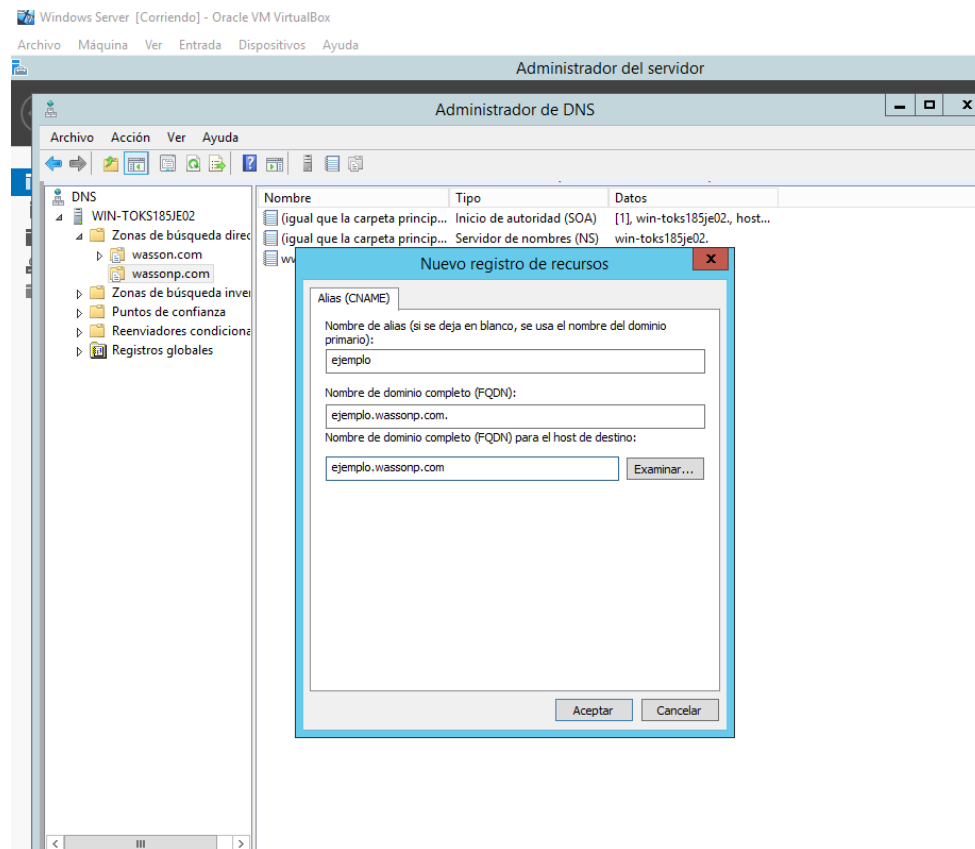 Windows Server [Corriendo] - Oracle VM VirtualBox
Archivo Máquina Ver Entrada Dispositivos Ayuda
Administrador del servidor
Administrador de DNS
Archivo Acción Ver Ayuda
DNS
WIN-TOKS185JE02
Zonas de búsqueda direc
wasson.com
wassonp.com
Zonas de búsqueda inver
Puntos de confianza
Reenviadores condiciona
Registros globales
Nombre Tipo Datos
(igual que la carpeta princip... Inicio de autoridad (SOA) [1], win-toks185je02., host...
(igual que la carpeta princip... Servidor de nombres (NS) win-toks185je02.
Nuevo registro de recursos
Alias (CNAME)
Nombre de alias (si se deja en blanco, se usa el nombre del dominio
primario):
ejemplo
Nombre de dominio completo (FQDN):
ejemplo.wassonp.com.
Nombre de dominio completo (FQDN) para el host de destino:
ejemplo.wassonp.com
Examinar...
Aceptar Cancelar